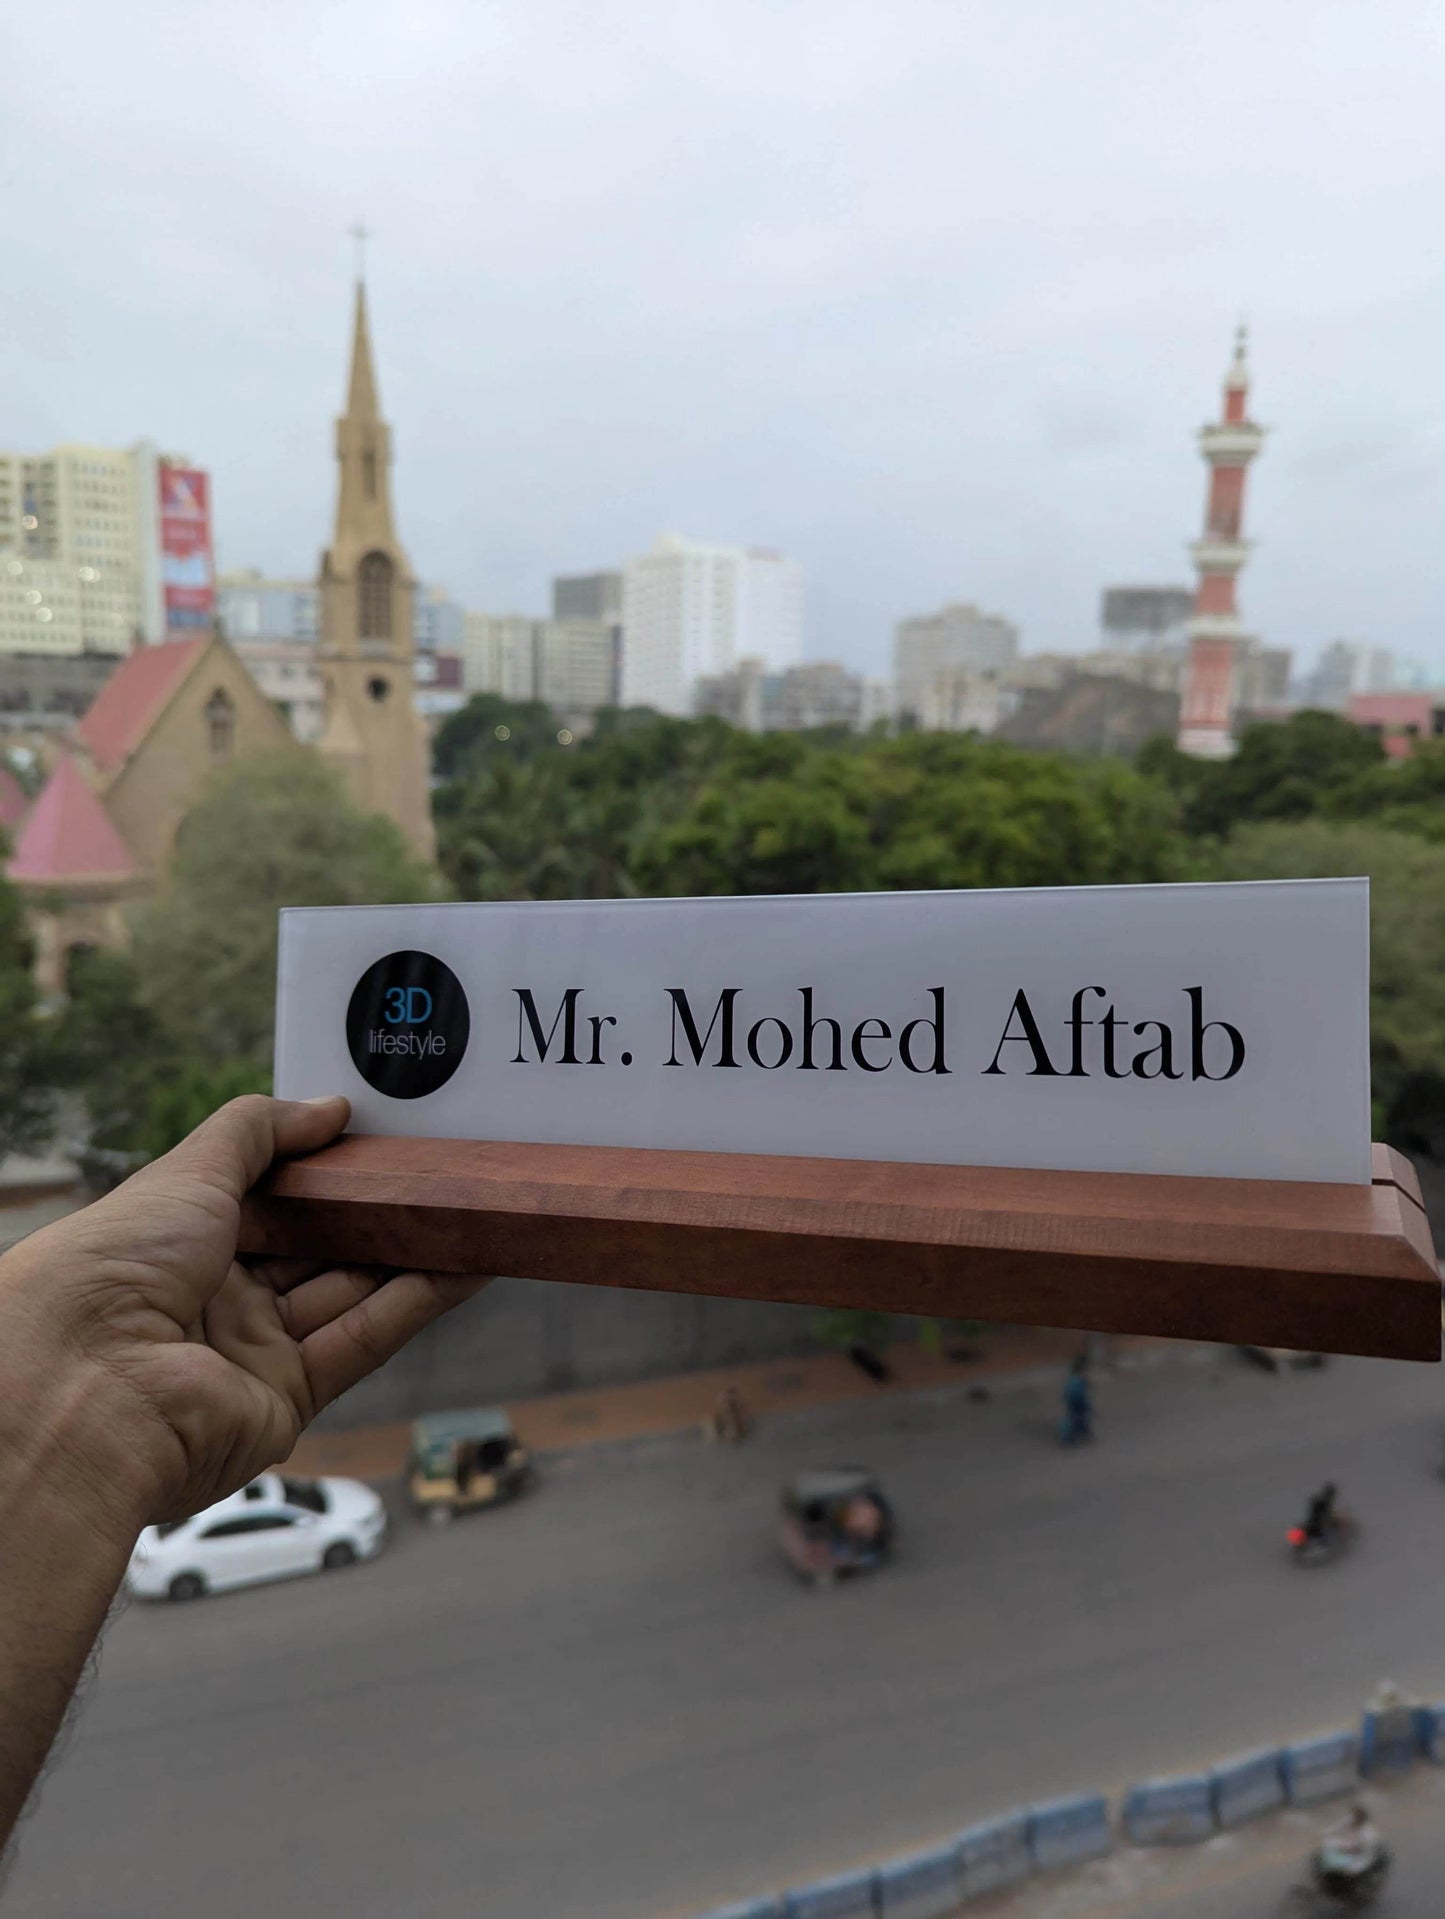 3D
lifestyle
Mr. Mohed Aftab